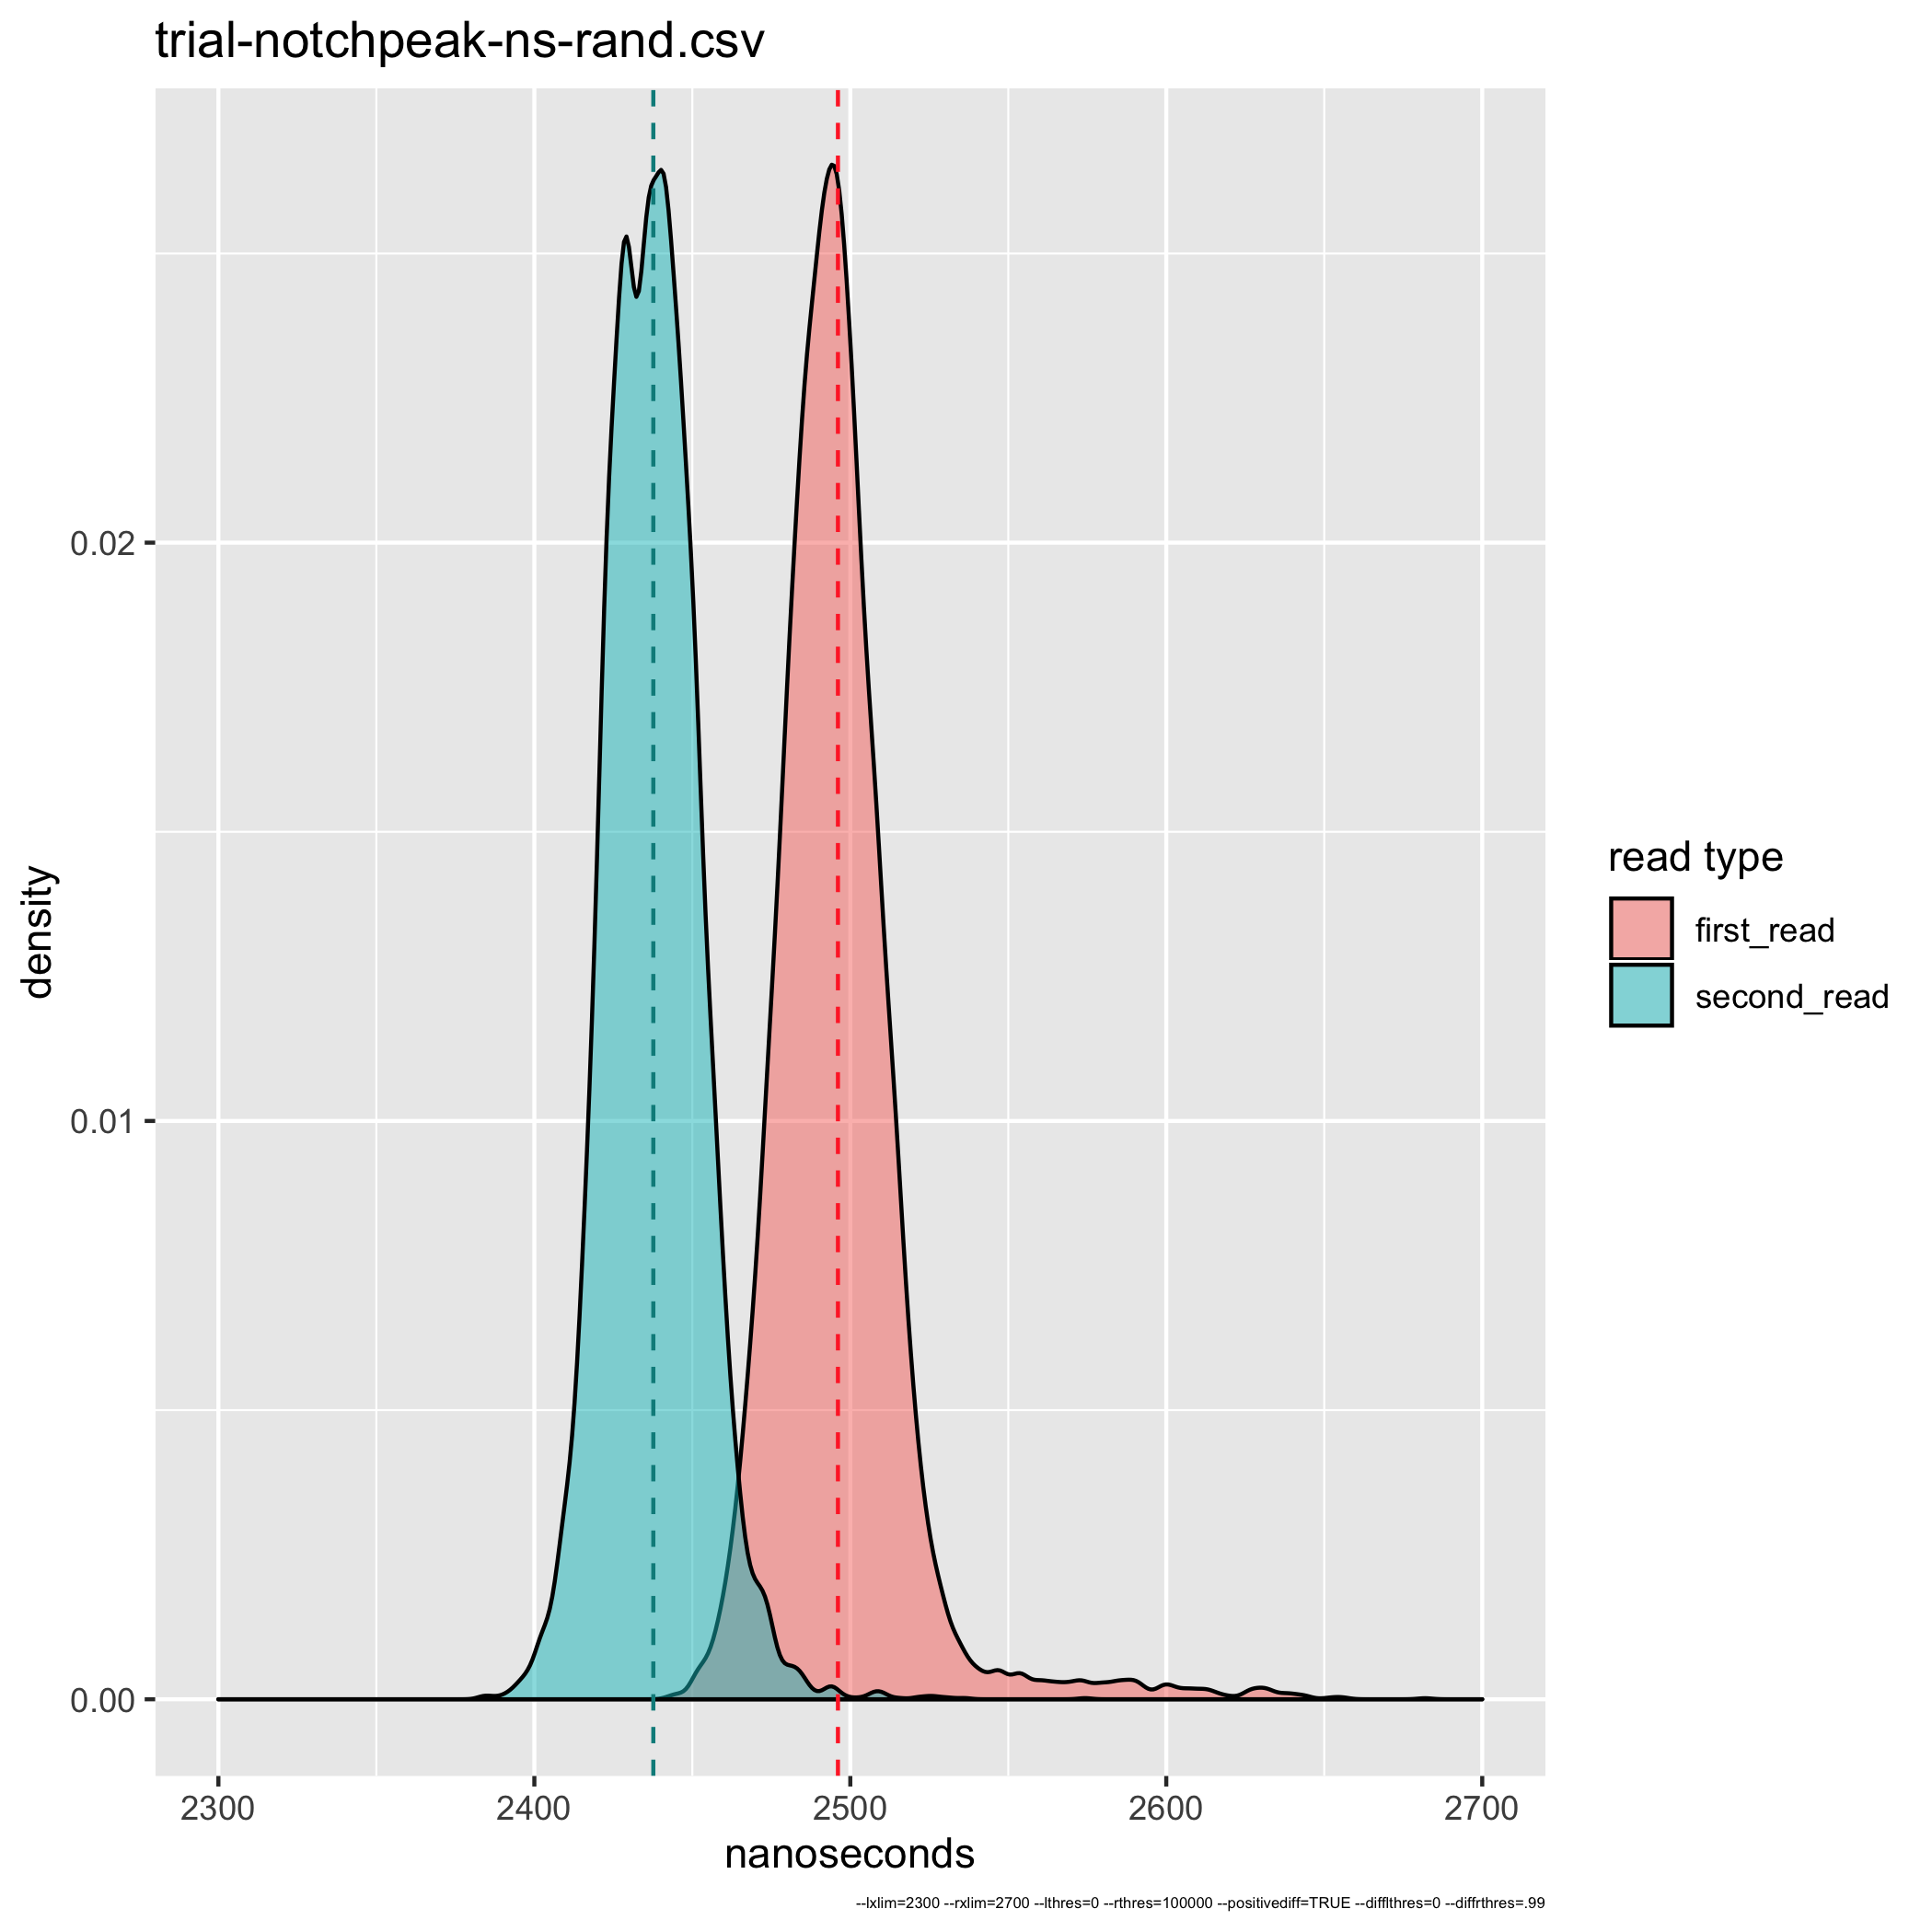 trial-notchpeak-ns-rand.csv
density
0.02
0.01
0.00
2300 2400 2500 2600 2700
nanoseconds
read type
first_read
second_read
--lxlim=2300 --rxlim=2700 --lthres=0 --rthres=100000 --positivediff=TRUE --difflthres=0 --diffrthres=.99